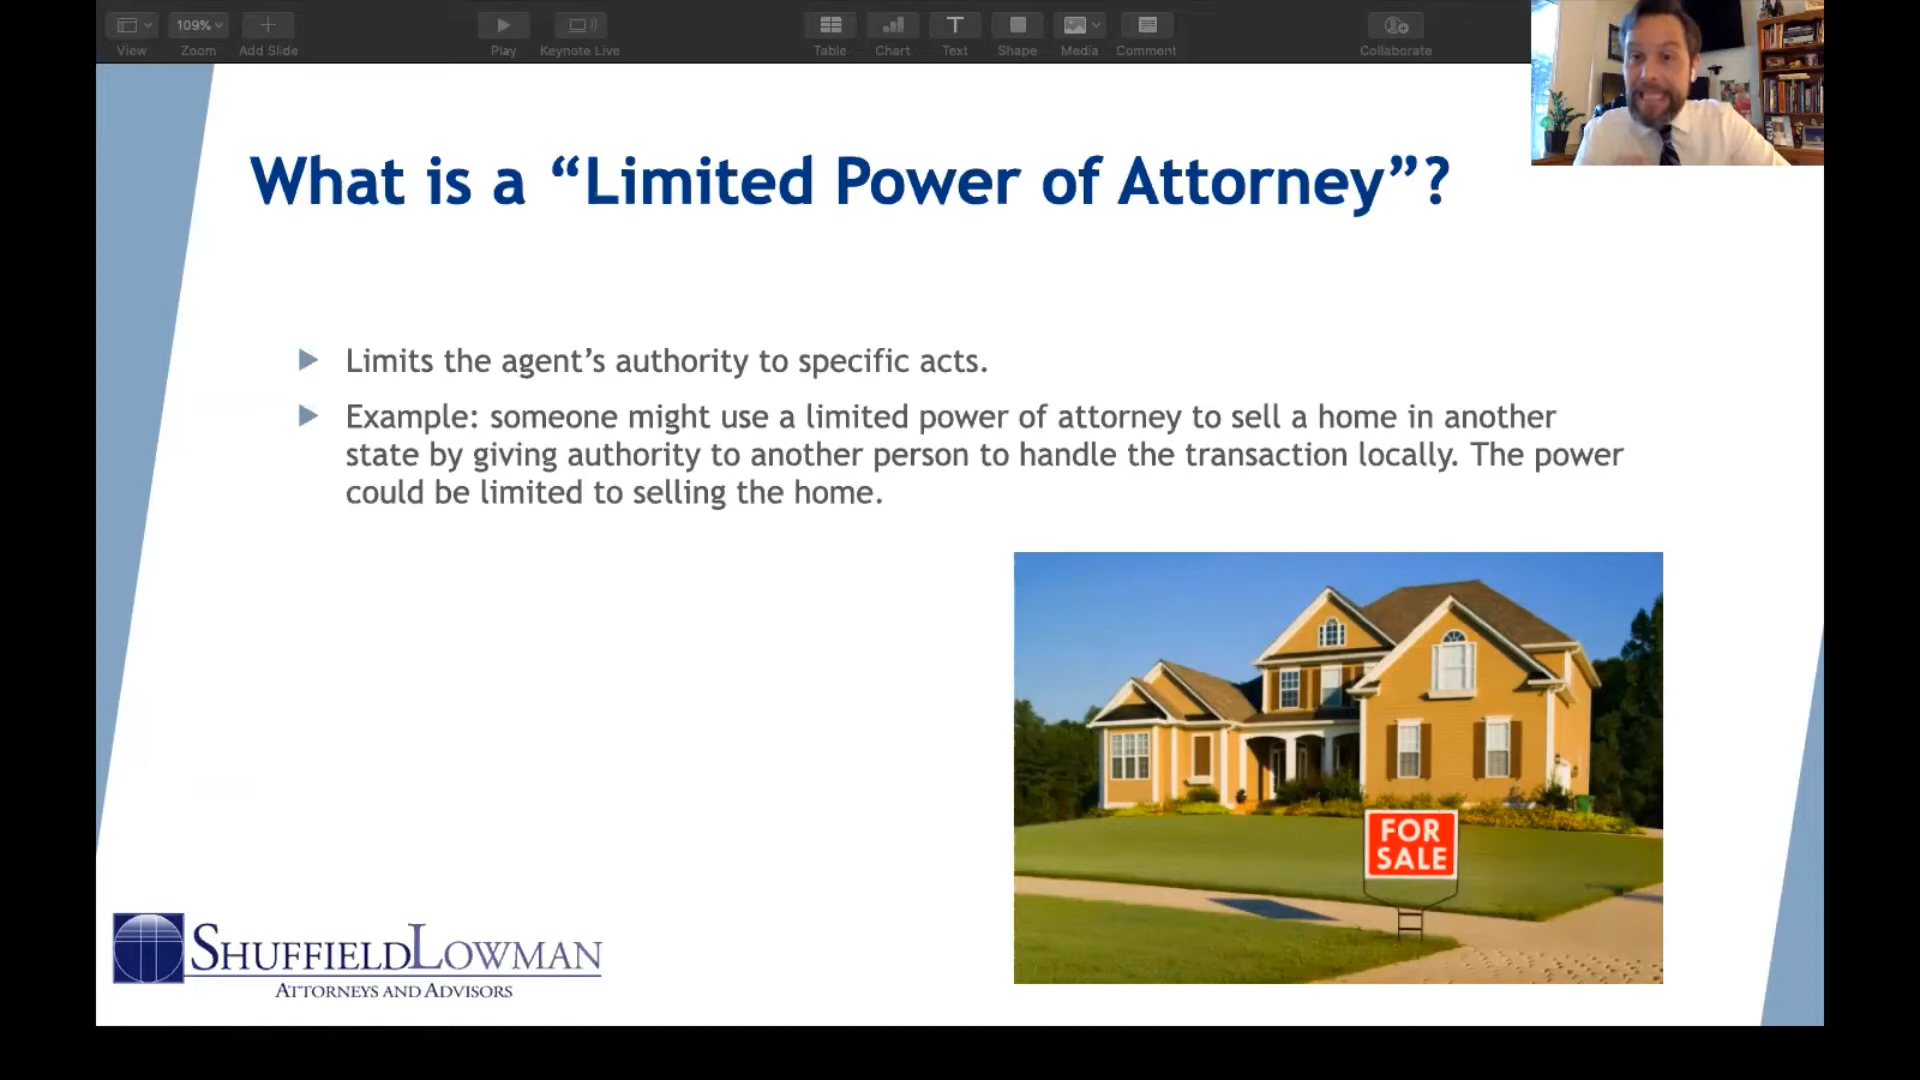 109%
View
Zoom
Add Slide
Play
Keynote Live
Table
Chart
Text
Shape
Media
Comment
Collaborate
What is a “Limited Power of Attorney”?
Limits the agent’s authority to specific acts.
Example: someone might use a limited power of attorney to sell a home in another
state by giving authority to another person to handle the transaction locally. The power
could be limited to selling the home.
FOR
SALE
SHUFFIELDLOWMAN
ATTORNEYS AND ADVISORS